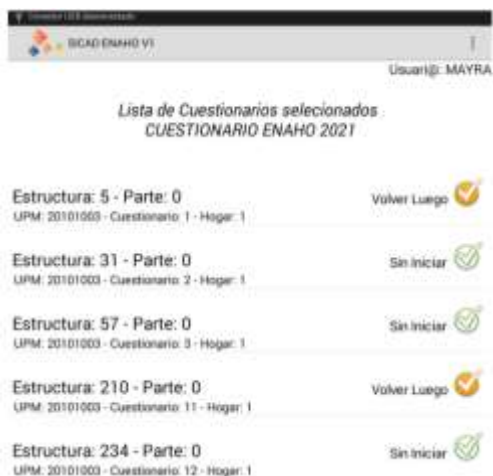 Conector USB desconectado
SICAD ENAHO V1
Usuari@: MAYRA
Lista de Cuestionarios selecionados
CUESTIONARIO ENAHO 2021
Estructura: 5 - Parte: 0
Volver Luego
UPM: 20101003 - Cuestionario: 1 - Hogar: 1
Estructura: 31 - Parte: 0
Sin Iniciar
UPM: 20101003 - Cuestionario: 2 - Hogar: 1
Estructura: 57 - Parte: 0
Sin Iniciar
UPM: 20101003 - Cuestionario: 3 - Hogar: 1
Estructura: 210 - Parte: 0
Volver Luego
UPM: 20101003 - Cuestionario: 11 - Hogar: 1
Estructura: 234 - Parte: 0
Sin Iniciar
UPM: 20101003 - Cuestionario: 12 - Hogar: 1